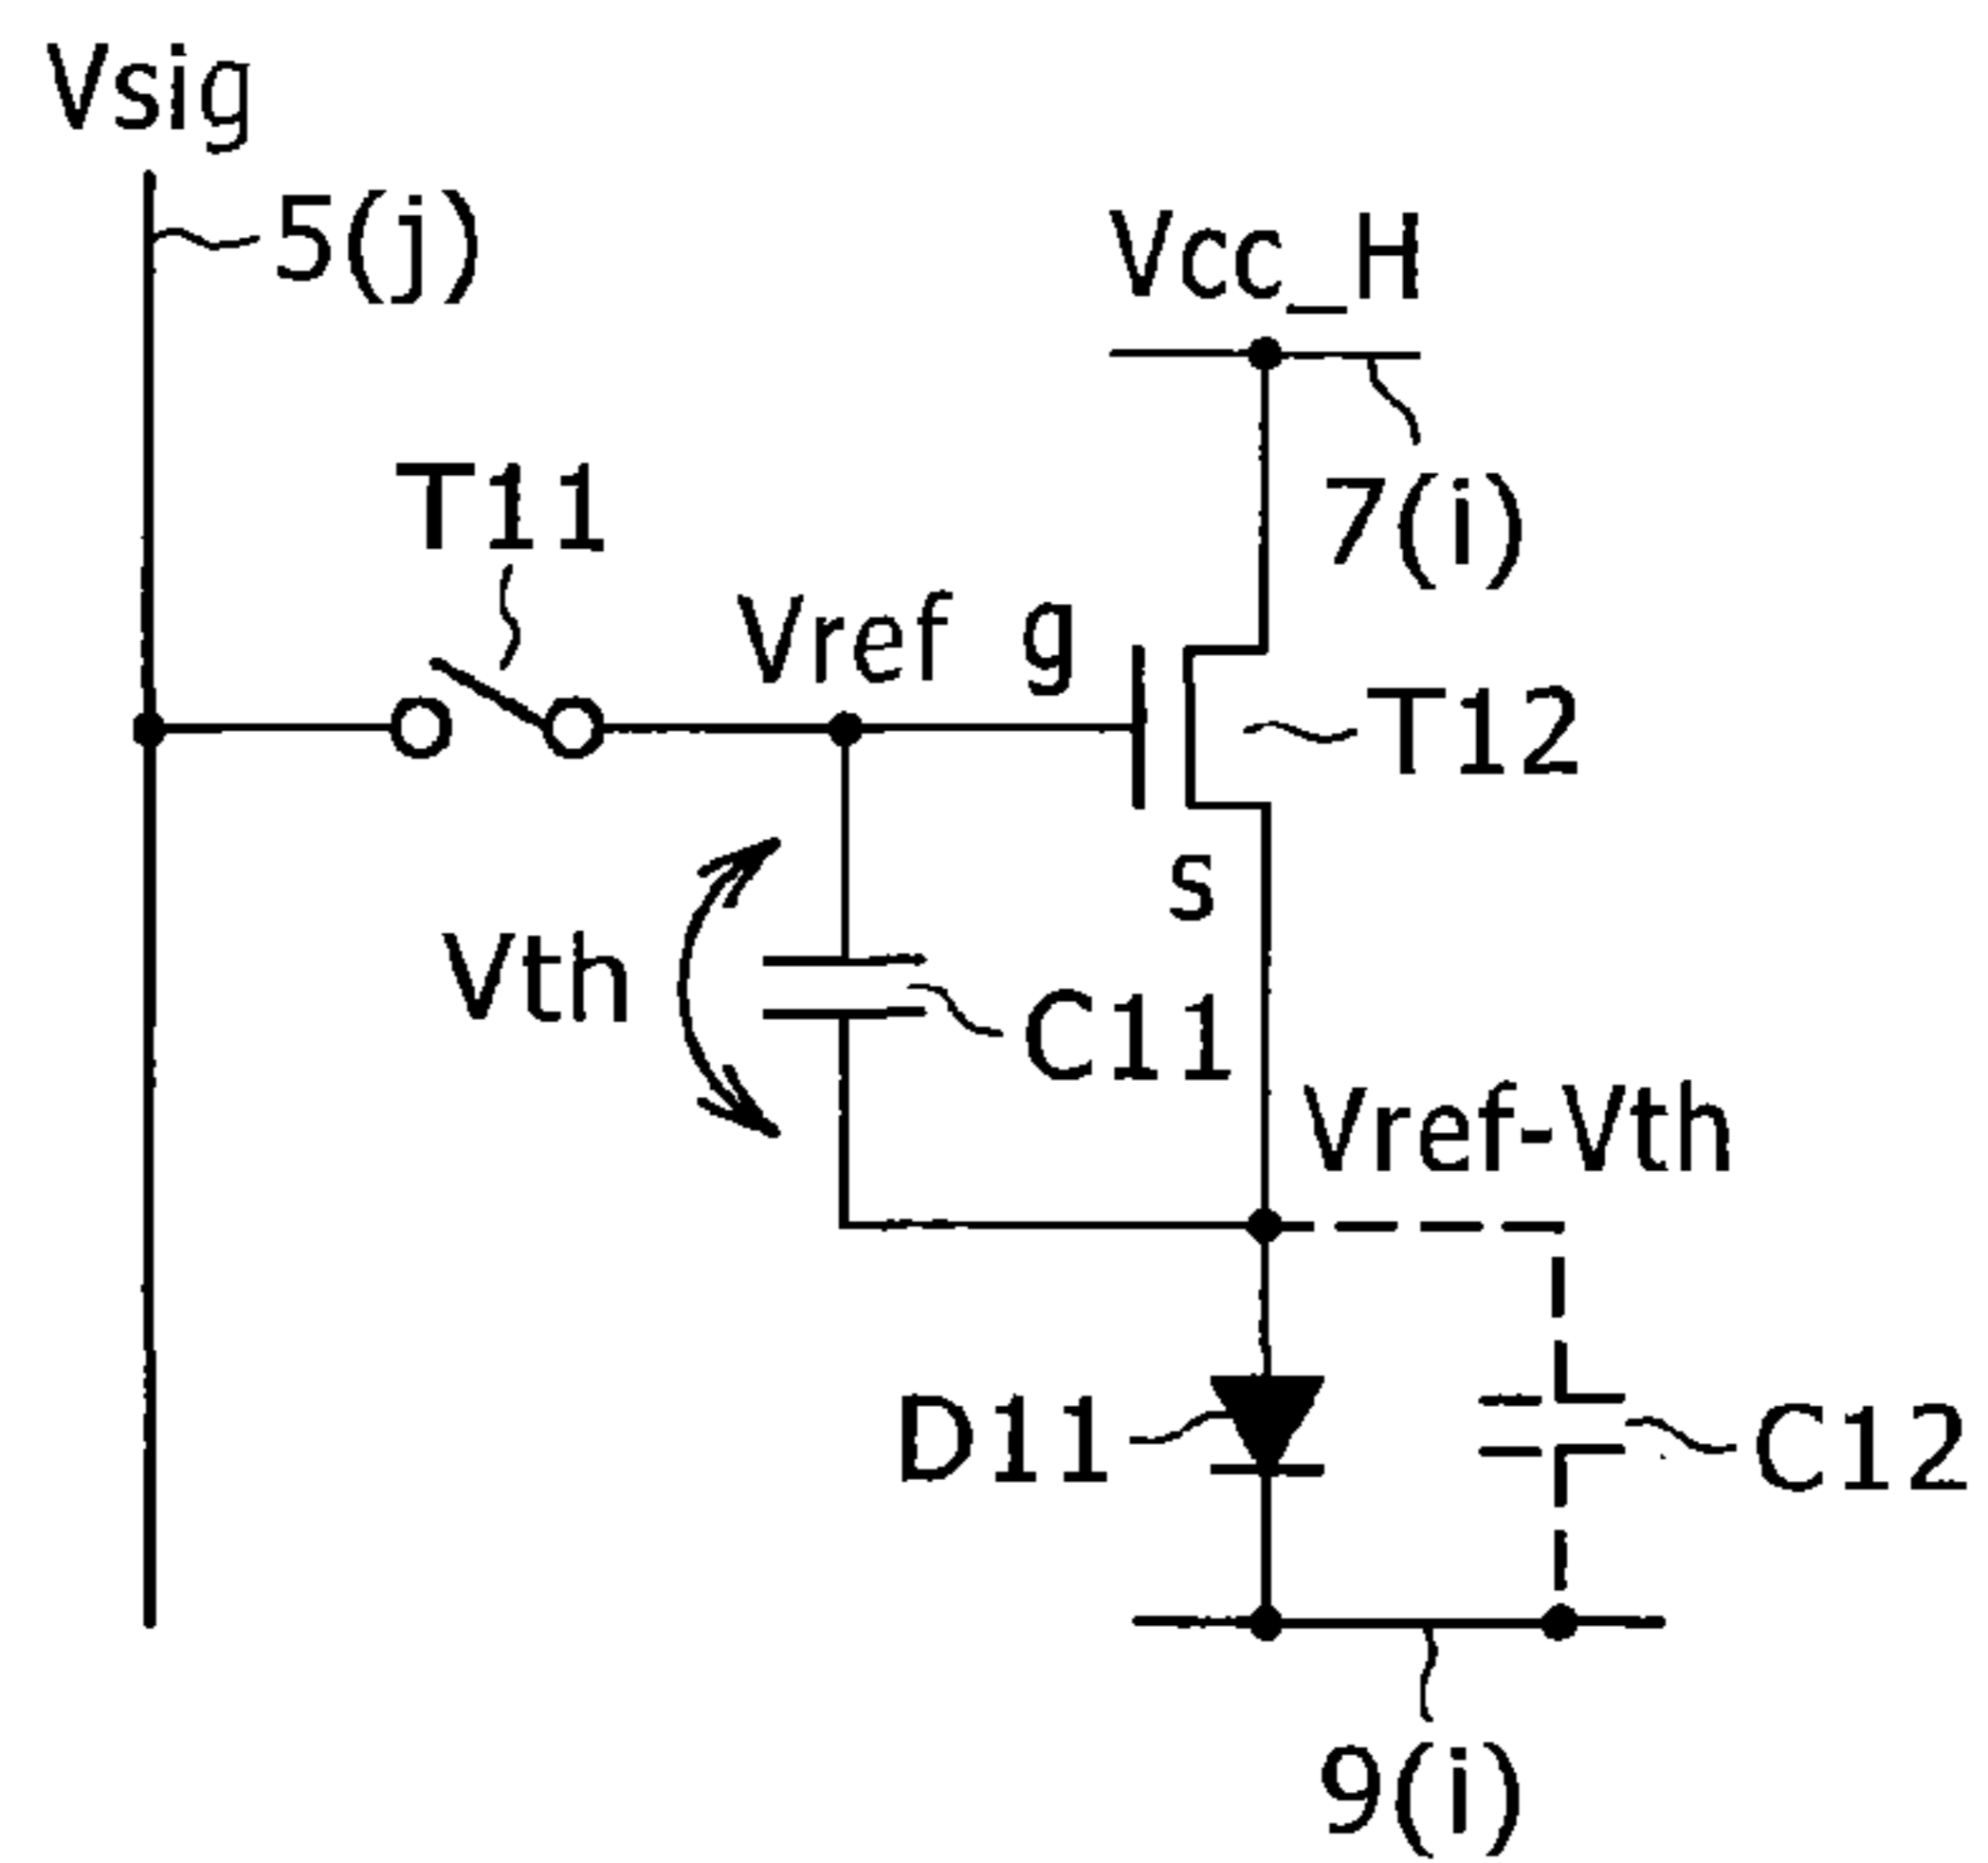 Vsig
5(j)
Vcc_H
7(i)
T11
Vref g
T12
s
Vth
C11
Vref-Vth
D11
C12
9(i)